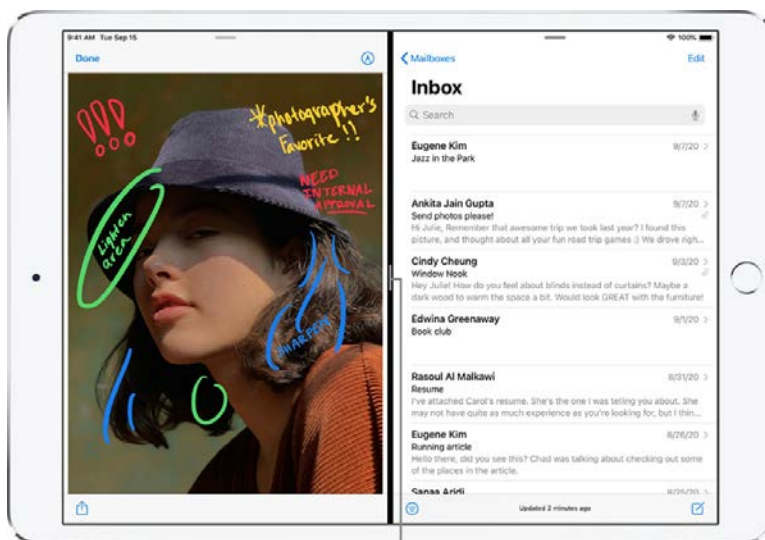 9:41 AM Tue Sep 15
100%
Done
*photographer's
Favorite!!
!!!
NEED
INTERNAL
APPROVAL
Lighten
area
SHARPEN
Mailboxes
Edit
Inbox
Search
Eugene Kim 9/7/20
Jazz in the Park
Ankita Jain Gupta 9/7/20
Send photos please!
Hi Julie, Remember that awesome trip we took last year? I found this
picture, and thought about all your fun road trip games :) We drove righ...
Cindy Cheung 9/3/20
Window Nook
Hey Julie! How do you feel about blinds instead of curtains? Maybe a
dark wood to warm the space a bit. Would look GREAT with the furniture!
Edwina Greenaway 9/1/20
Book club
Rasoul Al Malkawi 8/31/20
Resume
I've attached Carol's resume. She's the one I was telling you about. She
may not have quite as much experience as you're looking for, but I thin...
Eugene Kim 8/26/20
Running article
Hello there, did you see this? Chad was talking about checking out some
of the places in the article.
Sanaa Aridi 8/25/20
Updated 2 minutes ago